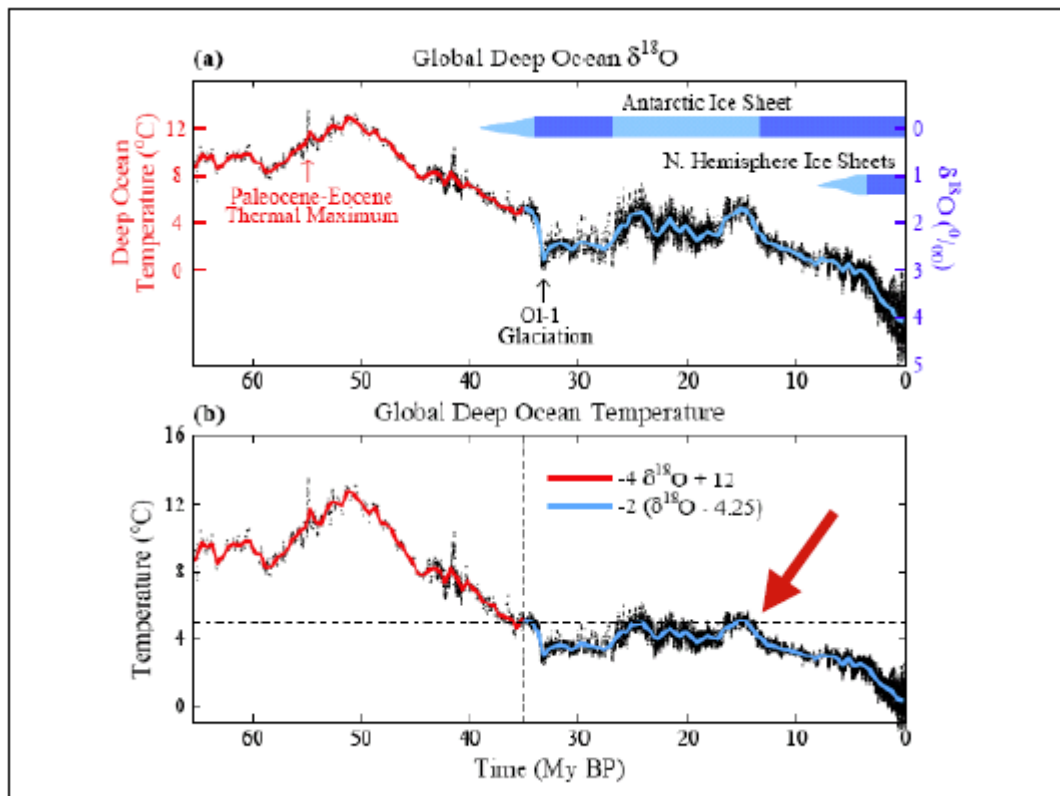 (a) Global Deep Ocean δ¹⁸O
Antarctic Ice Sheet
N. Hemisphere Ice Sheets
Deep Ocean
Temperature (°C)
12
8
4
0
Paleocene-Eocene
Thermal Maximum
Ol-1
Glaciation
0
1
2
3
4
5
δ¹⁸O (⁰/₀₀)
60 50 40 30 20 10 0
(b) Global Deep Ocean Temperature
-4 δ¹⁸O + 12
-2 (δ¹⁸O - 4.25)
Temperature (°C)
16
12
8
4
0
60 50 40 30 20 10 0
Time (My BP)